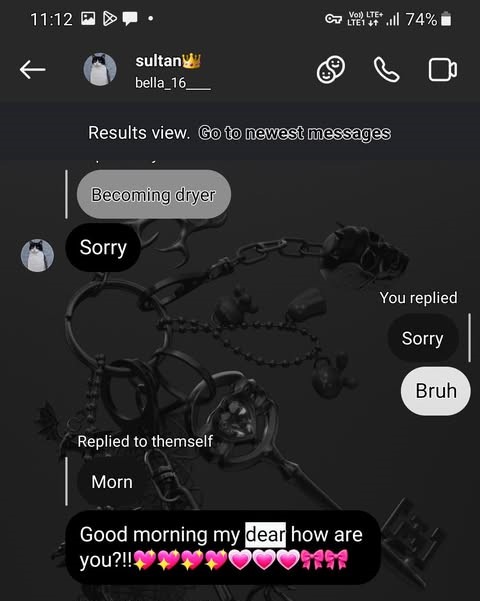 11:12 74%
Vo)) LTE+
LTE1
sultan👑
bella_16____
Results view. Go to newest messages
Becoming dryer
Sorry
You replied
Sorry
Bruh
Replied to themself
Morn
Good morning my dear how are
you?!!💖💖💖💖🩷🩷🩷🎀🎀